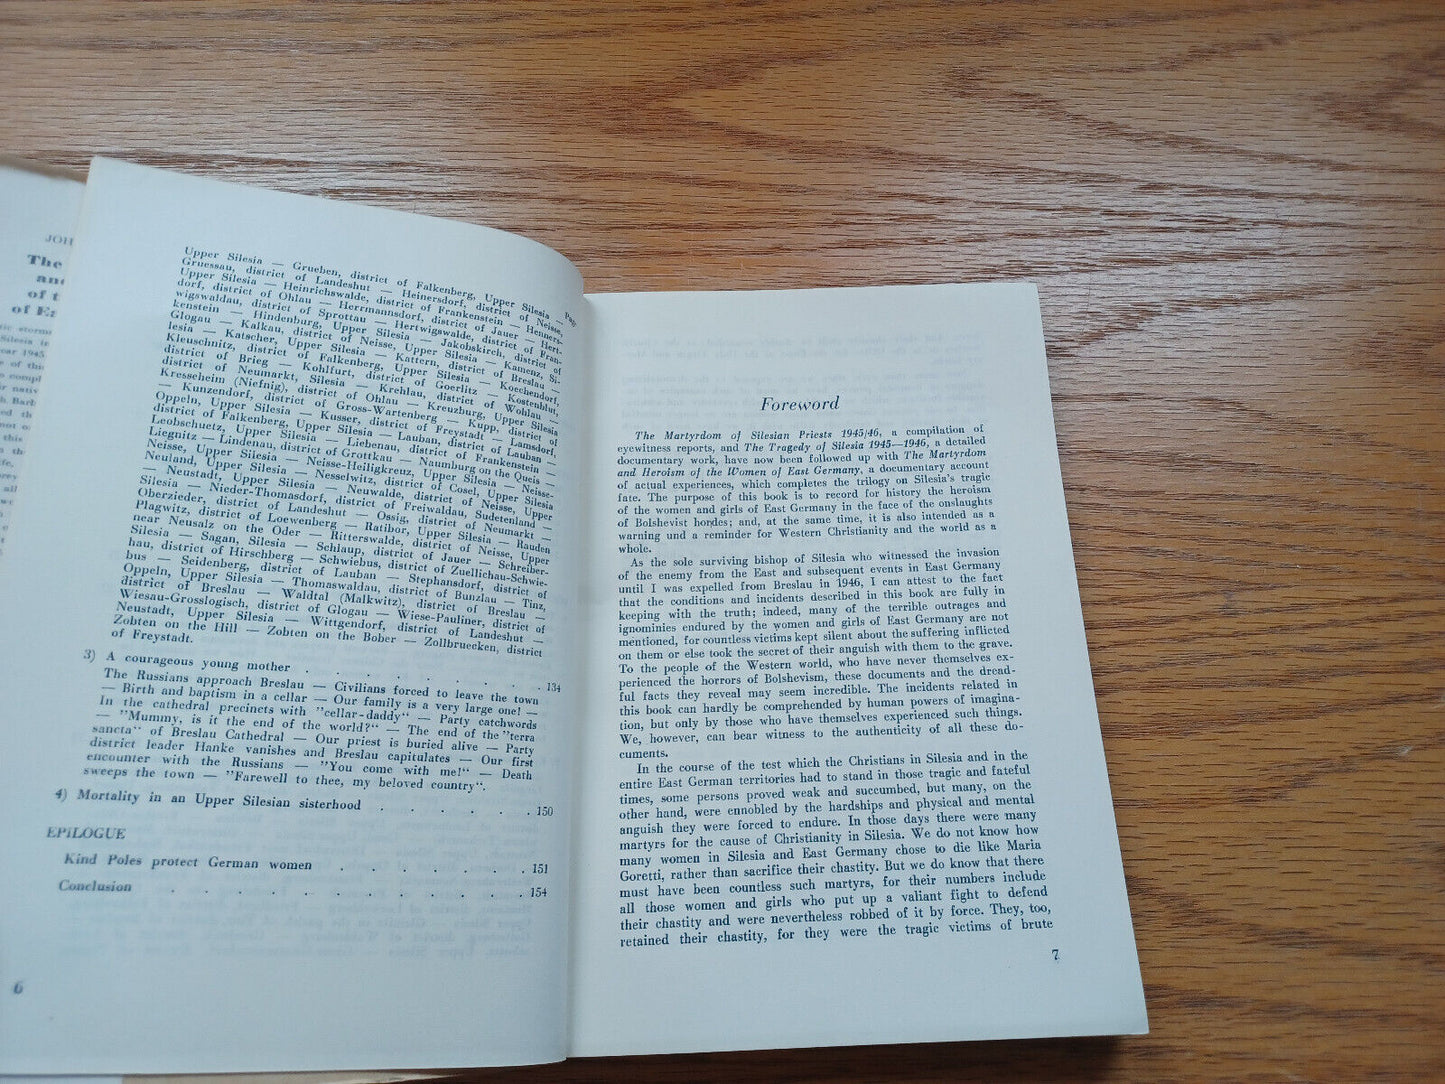 JOH
The
and
of t
of Ea
Page
Upper Silesia — Grueben, district of Falkenberg, Upper Silesia —
Gruessau, district of Landeshut — Heinersdorf, district of Neisse,
Upper Silesia — Heinrichswalde, district of Frankenstein — Henners-
dorf, district of Ohlau — Herrmannsdorf, district of Jauer — Hert-
wigswaldau, district of Sprottau — Hertwigswalde, district of Fran-
kenstein — Hindenburg, Upper Silesia — Jakobskirch, district of
Glogau — Kalkau, district of Neisse, Upper Silesia — Kamenz, Si-
lesia — Katscher, Upper Silesia — Kattern, district of Breslau —
Kleuschnitz, district of Falkenberg, Upper Silesia — Koechendorf,
district of Brieg — Kohlfurt, district of Goerlitz — Kostenblut,
district of Neumarkt, Silesia — Krehlau, district of Wohlau —
Kresseheim (Niefnig), district of Ohlau — Kreuzburg, Upper Silesia
— Kunzendorf, district of Gross-Wartenberg — Kupp, district of
Oppeln, Upper Silesia — Kusser, district of Freystadt — Lamsdorf,
district of Falkenberg, Upper Silesia — Lauban, district of Lauban —
Leobschuetz, Upper Silesia — Liebenau, district of Frankenstein —
Liegnitz — Lindenau, district of Grottkau — Naumburg on the Queis —
Neisse, Upper Silesia — Neisse-Heiligkreuz, Upper Silesia — Neisse-
Neuland, Upper Silesia — Nesselwitz, district of Cosel, Upper Silesia
— Neustadt, Upper Silesia — Neuwalde, district of Neisse, Upper
Silesia — Nieder-Thomasdorf, district of Freiwaldau, Sudetenland —
Oberzieder, district of Landeshut — Ossig, district of Neumarkt —
Plagwitz, district of Loewenberg — Ratibor, Upper Silesia — Rauden
near Neusalz on the Oder — Ritterswalde, district of Neisse, Upper
Silesia — Sagan, Silesia — Schlaup, district of Jauer — Schreiber-
hau, district of Hirschberg — Schwiebus, district of Zuellichau-Schwie-
bus — Seidenberg, district of Lauban — Stephansdorf, district of
Oppeln, Upper Silesia — Thomaswaldau, district of Bunzlau — Tinz,
district of Breslau — Waldtal (Malkwitz), district of Breslau —
Wiesau-Grosslogisch, district of Glogau — Wiese-Pauliner, district of
Neustadt, Upper Silesia — Wittgendorf, district of Landeshut —
Zobten on the Hill — Zobten on the Bober — Zollbruecken, district
of Freystadt.
3) A courageous young mother . . . . . . . . . 134
The Russians approach Breslau — Civilians forced to leave the town
— Birth and baptism in a cellar — Our family is a very large one! —
In the cathedral precincts with "cellar-daddy" — Party catchwords
— "Mummy, is it the end of the world?" — The end of the "terra
sancta" of Breslau Cathedral — Our priest is buried alive — Party
district leader Hanke vanishes and Breslau capitulates — Our first
encounter with the Russians — "You come with me!" — Death
sweeps the town — "Farewell to thee, my beloved country".
4) Mortality in an Upper Silesian sisterhood . . . . . 150
EPILOGUE
Kind Poles protect German women . . . . . . 151
Conclusion . . . . . . . . . . . 154
6
Foreword
The Martyrdom of Silesian Priests 1945/46, a compilation of
eyewitness reports, and The Tragedy of Silesia 1945—1946, a detailed
documentary work, have now been followed up with The Martyrdom
and Heroism of the Women of East Germany, a documentary account
of actual experiences, which completes the trilogy on Silesia's tragic
fate. The purpose of this book is to record for history the heroism
of the women and girls of East Germany in the face of the onslaughts
of Bolshevist hordes; and, at the same time, it is also intended as a
warning und a reminder for Western Christianity and the world as a
whole.
As the sole surviving bishop of Silesia who witnessed the invasion
of the enemy from the East and subsequent events in East Germany
until I was expelled from Breslau in 1946, I can attest to the fact
that the conditions and incidents described in this book are fully in
keeping with the truth; indeed, many of the terrible outrages and
ignominies endured by the women and girls of East Germany are not
mentioned, for countless victims kept silent about the suffering inflicted
on them or else took the secret of their anguish with them to the grave.
To the people of the Western world, who have never themselves ex-
perienced the horrors of Bolshevism, these documents and the dread-
ful facts they reveal may seem incredible. The incidents related in
this book can hardly be comprehended by human powers of imagina-
tion, but only by those who have themselves experienced such things.
We, however, can bear witness to the authenticity of all these do-
cuments.
In the course of the test which the Christians in Silesia and in the
entire East German territories had to stand in those tragic and fateful
times, some persons proved weak and succumbed, but many, on the
other hand, were ennobled by the hardships and physical and mental
anguish they were forced to endure. In those days there were many
martyrs for the cause of Christianity in Silesia. We do not know how
many women in Silesia and East Germany chose to die like Maria
Goretti, rather than sacrifice their chastity. But we do know that there
must have been countless such martyrs, for their numbers include
all those women and girls who put up a valiant fight to defend
their chastity and were nevertheless robbed of it by force. They, too,
retained their chastity, for they were the tragic victims of brute
7